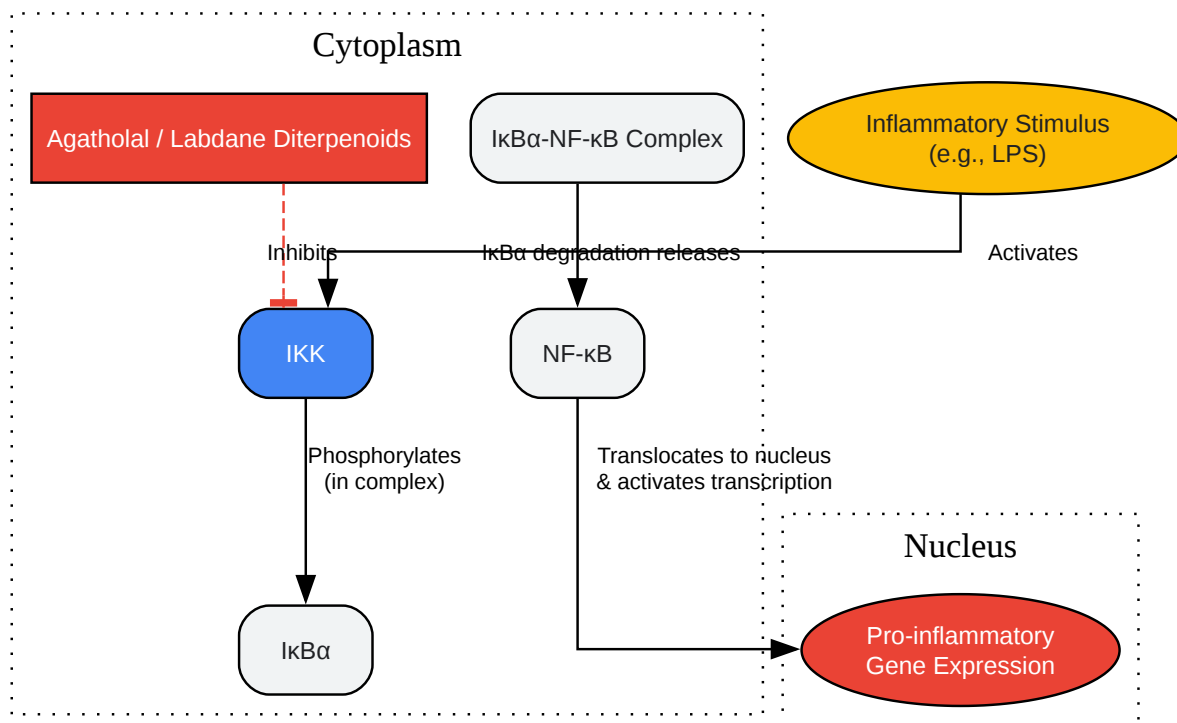 Cytoplasm
Agatholal / Labdane Diterpenoids
IκBα-NF-κB Complex
Inflammatory Stimulus
(e.g., LPS)
Inhibits
IκBα degradation releases
Activates
IKK
NF-κB
Phosphorylates
(in complex)
Translocates to nucleus
& activates transcription
Nucleus
IκBα
Pro-inflammatory
Gene Expression